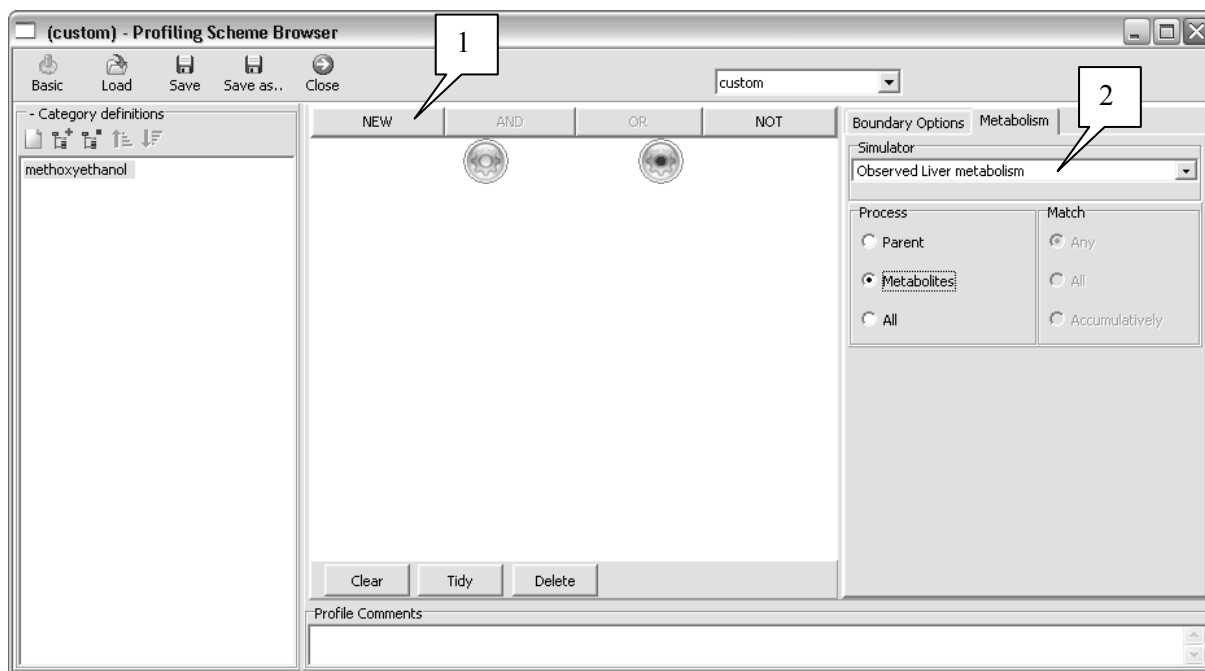 (custom) - Profiling Scheme Browser
1
Basic Load Save Save as.. Close
custom
2
- Category definitions
methoxyethanol
NEW AND OR NOT
Boundary Options Metabolism
Simulator
Observed Liver metabolism
Process Match
Parent Any
Metabolites All
All Accumulatively
Clear Tidy Delete
Profile Comments